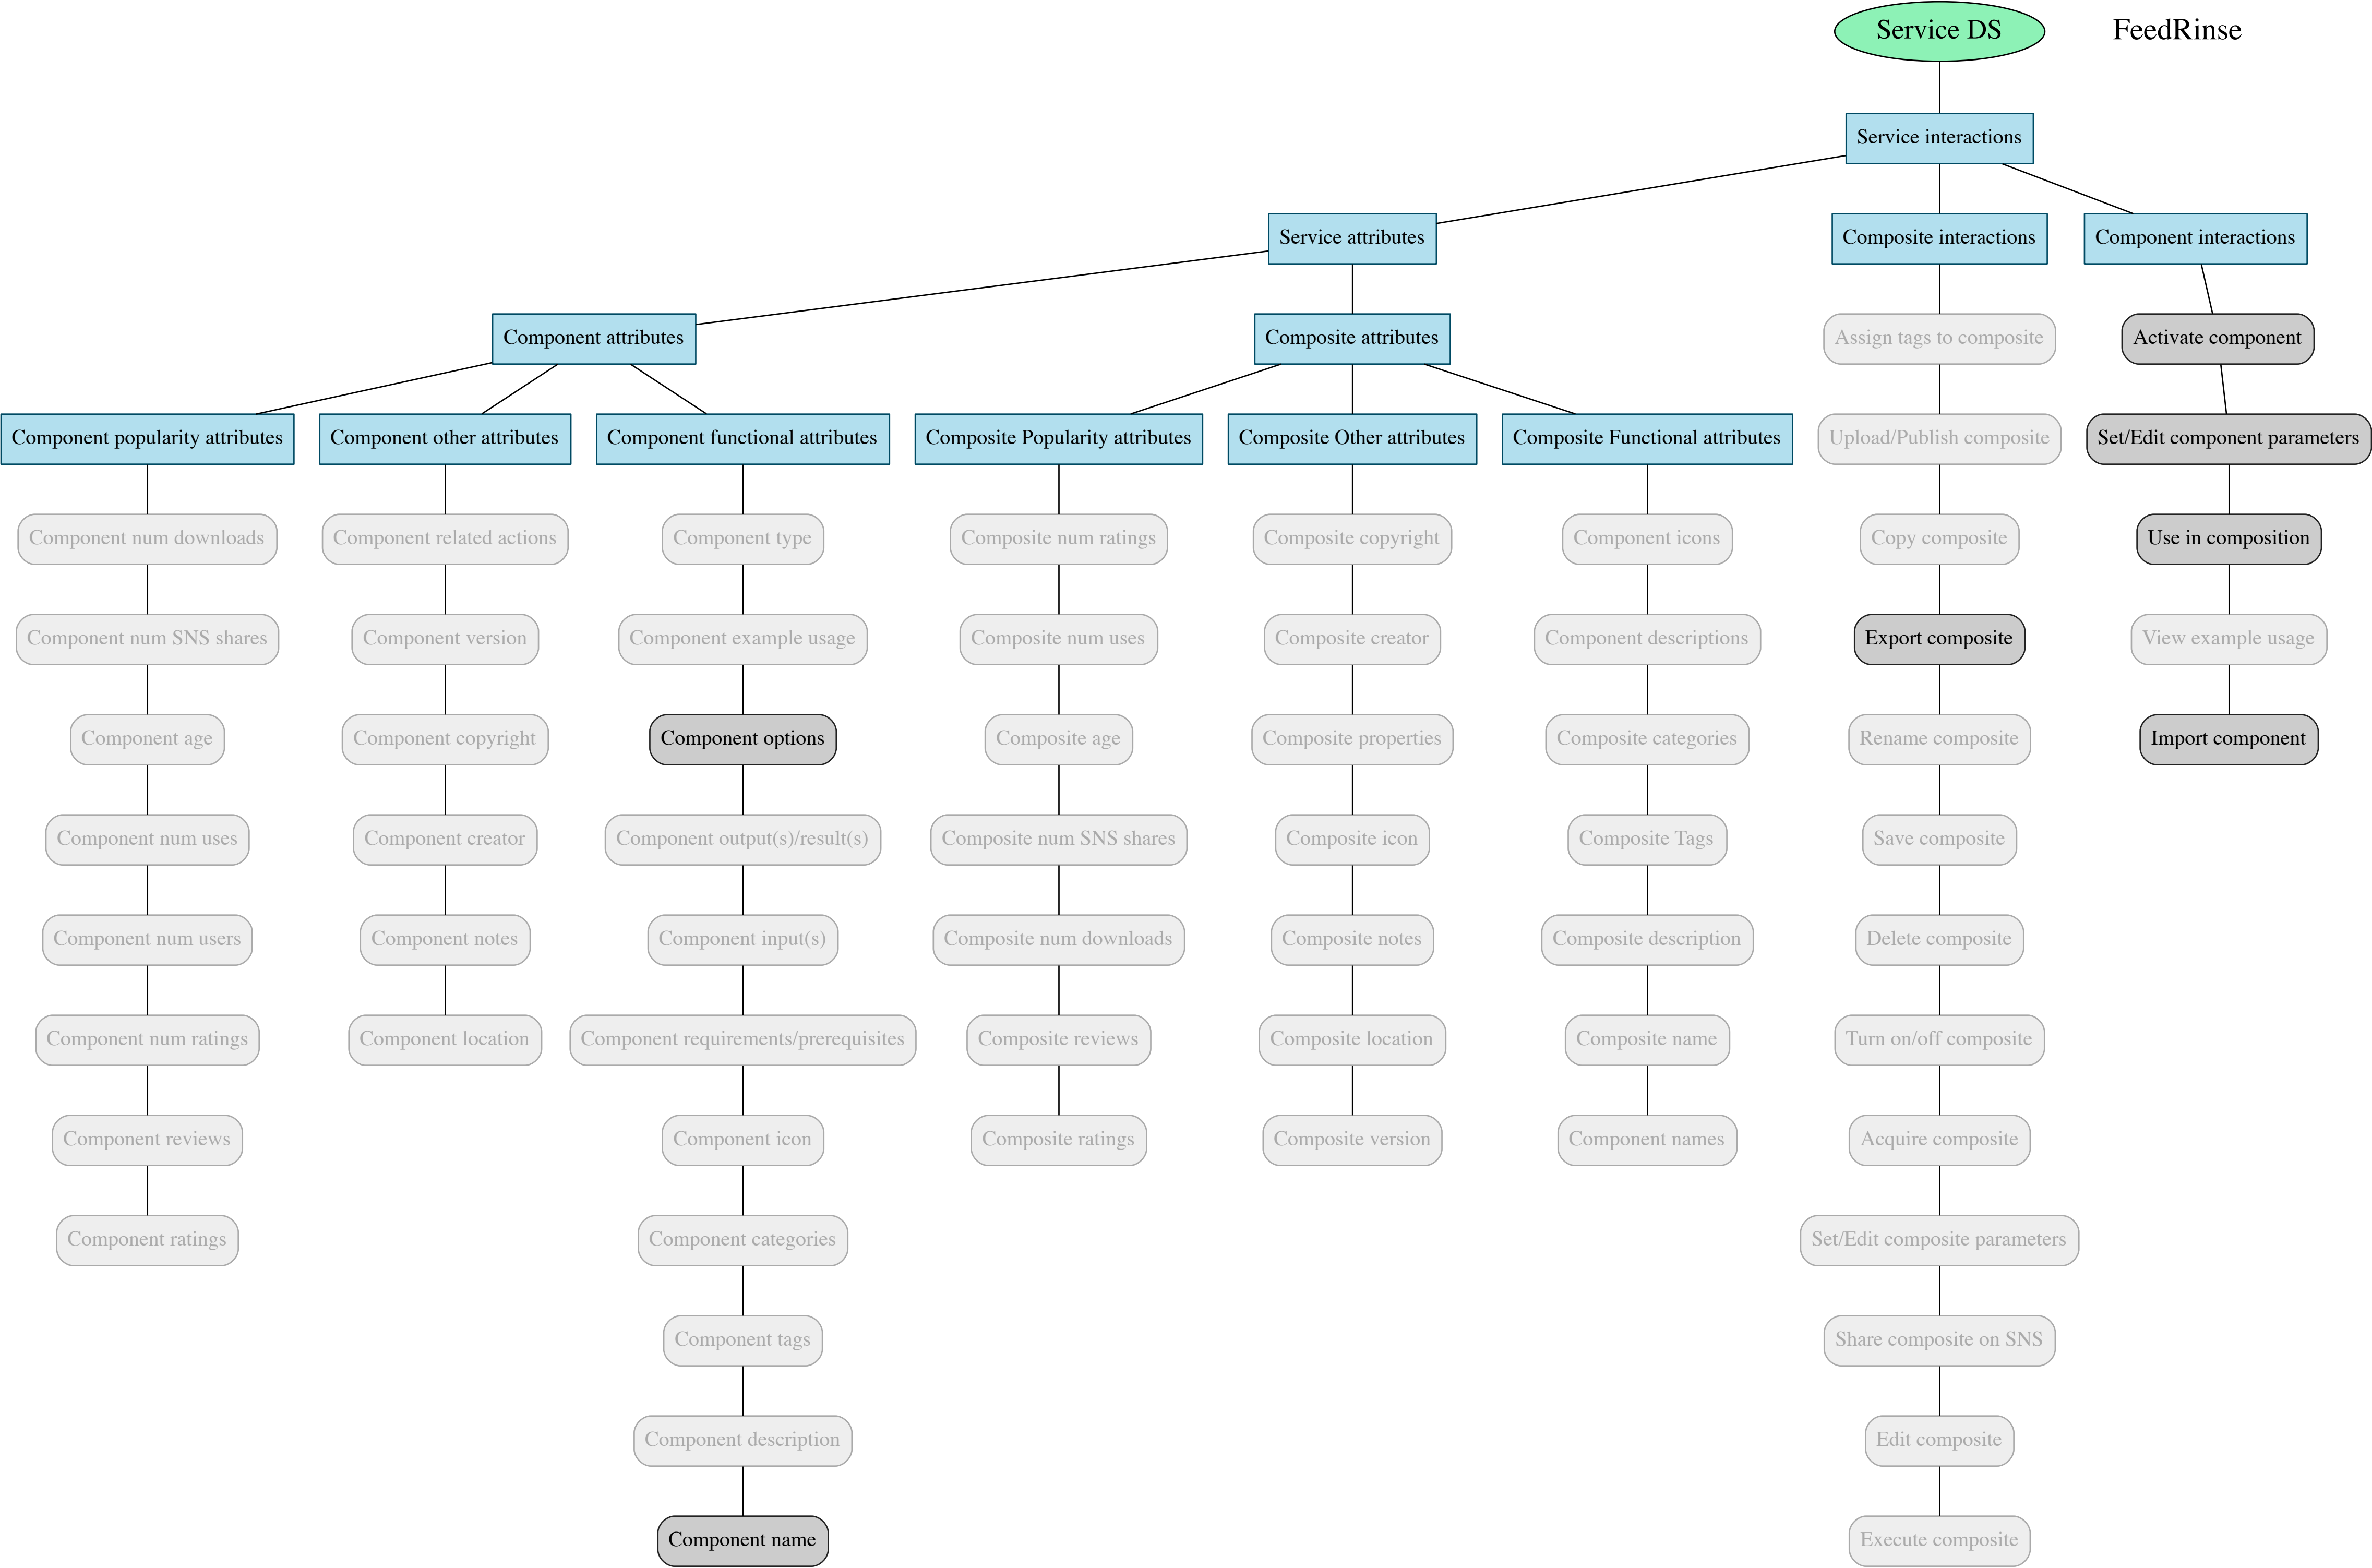 Service DS
FeedRinse
Service interactions
Service attributes
Composite interactions
Component interactions
Component attributes
Composite attributes
Assign tags to composite
Activate component
Component popularity attributes
Component other attributes
Component functional attributes
Composite Popularity attributes
Composite Other attributes
Composite Functional attributes
Upload/Publish composite
Set/Edit component parameters
Component num downloads
Component related actions
Component type
Composite num ratings
Composite copyright
Component icons
Copy composite
Use in composition
Component num SNS shares
Component version
Component example usage
Composite num uses
Composite creator
Component descriptions
Export composite
View example usage
Component age
Component copyright
Component options
Composite age
Composite properties
Composite categories
Rename composite
Import component
Component num uses
Component creator
Component output(s)/result(s)
Composite num SNS shares
Composite icon
Composite Tags
Save composite
Component num users
Component notes
Component input(s)
Composite num downloads
Composite notes
Composite description
Delete composite
Component num ratings
Component location
Component requirements/prerequisites
Composite reviews
Composite location
Composite name
Turn on/off composite
Component reviews
Component icon
Composite ratings
Composite version
Component names
Acquire composite
Component ratings
Component categories
Set/Edit composite parameters
Component tags
Share composite on SNS
Component description
Edit composite
Component name
Execute composite